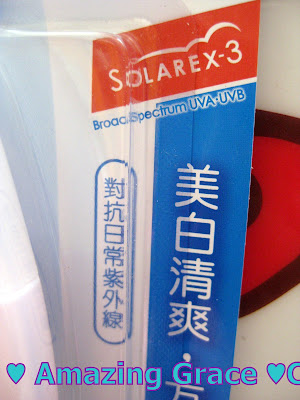 SOLAREX-3
Broad Spectrum UVA-UVB
對抗日常紫外線
美白清爽·方
♥ Amazing Grace ♥C